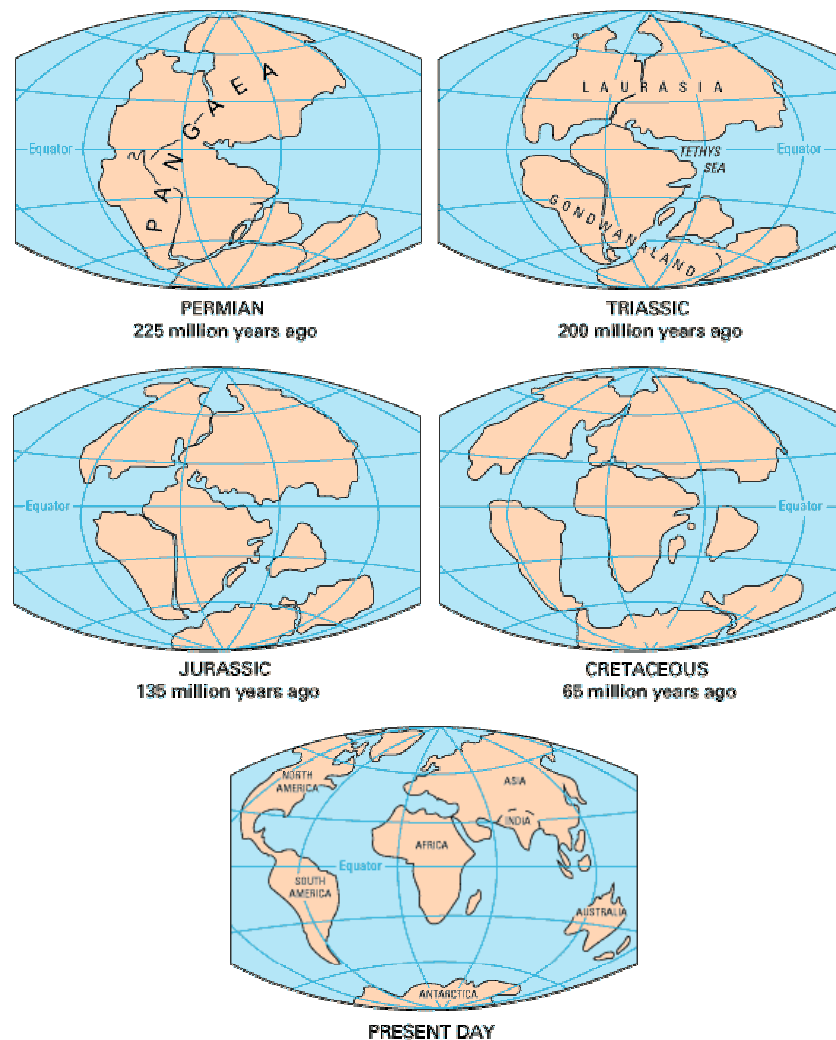 PANGAEA
Equator
PERMIAN
225 million years ago
LAURASIA
TETHYS
SEA
Equator
GONDWANALAND
TRIASSIC
200 million years ago
Equator
JURASSIC
135 million years ago
Equator
CRETACEOUS
65 million years ago
NORTH
AMERICA
ASIA
INDIA
AFRICA
Equator
SOUTH
AMERICA
AUSTRALIA
ANTARCTICA
PRESENT DAY